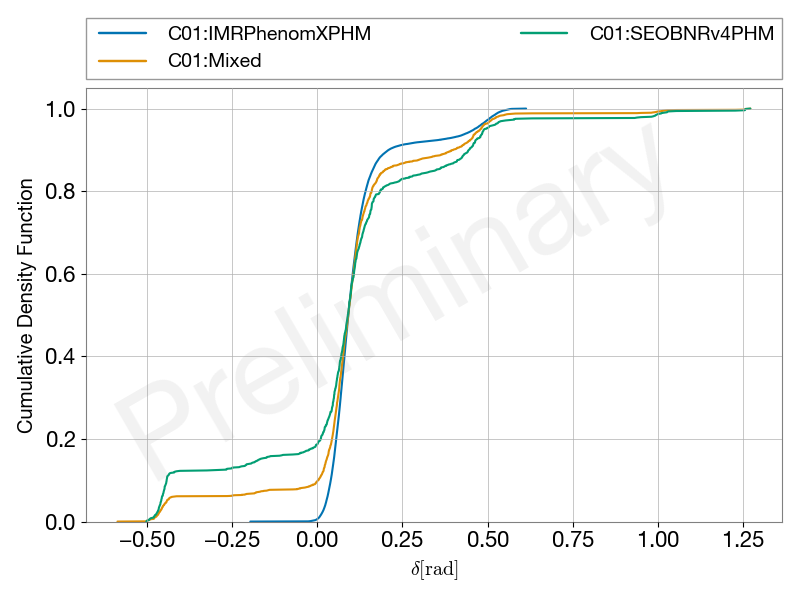 C01:IMRPhenomXPHM
C01:Mixed
C01:SEOBNRv4PHM
Cumulative Density Function
1.0
0.8
0.6
0.4
0.2
0.0
−0.50 −0.25 0.00 0.25 0.50 0.75 1.00 1.25
δ[rad]
Preliminary